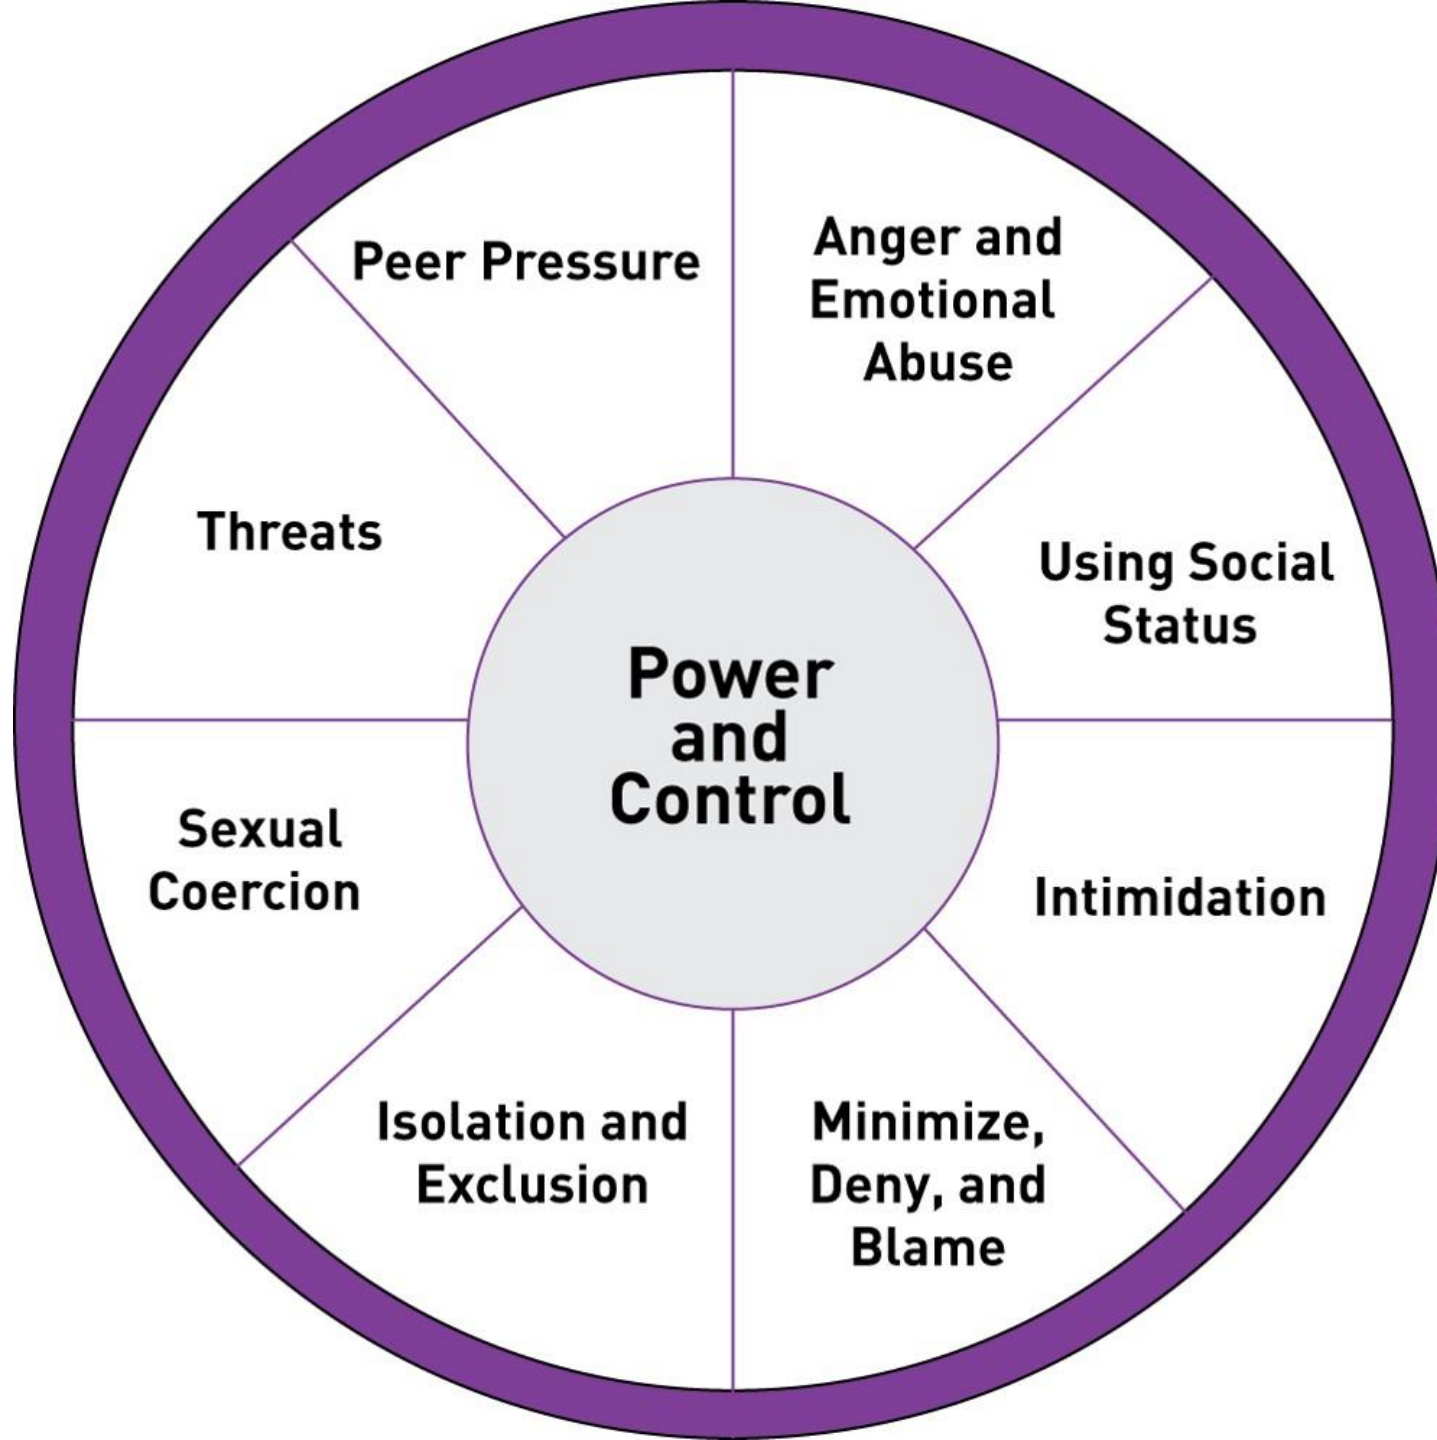 Peer Pressure
Anger and
Emotional
Abuse
Using Social
Status
Intimidation
Minimize,
Deny, and
Blame
Isolation and
Exclusion
Sexual
Coercion
Threats
Power
and
Control